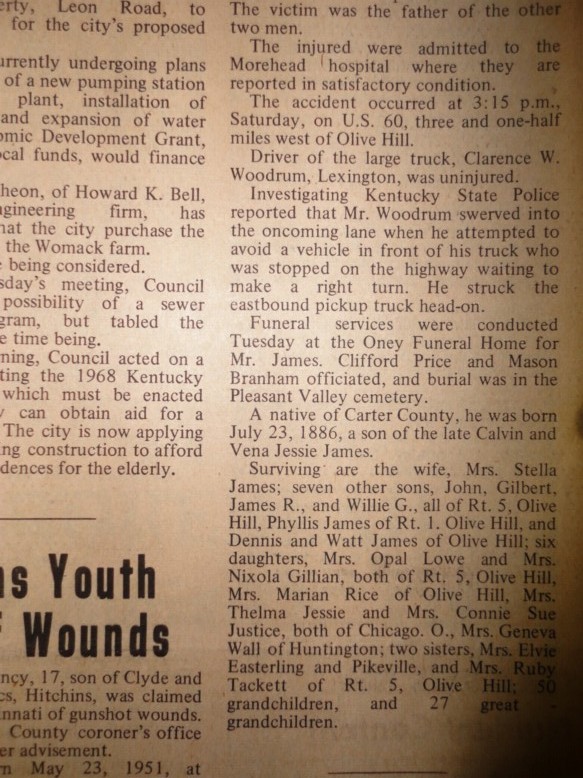 erty, Leon Road, to
for the city's proposed
urrently undergoing plans
of a new pumping station
plant, installation of
and expansion of water
omic Development Grant,
ocal funds, would finance
heon, of Howard K. Bell,
ngineering firm, has
hat the city purchase the
the Womack farm.
e being considered.
sday's meeting, Council
possibility of a sewer
gram, but tabled the
e time being.
ning, Council acted on a
ting the 1968 Kentucky
which must be enacted
y can obtain aid for a
The city is now applying
ng construction to afford
dences for the elderly.
ns Youth
f Wounds
ncy, 17, son of Clyde and
cs, Hitchins, was claimed
nnati of gunshot wounds.
County coroner's office
er advisement.
rn May 23, 1951, at
The victim was the father of the other
two men.
The injured were admitted to the
Morehead hospital where they are
reported in satisfactory condition.
The accident occurred at 3:15 p.m.,
Saturday, on U.S. 60, three and one-half
miles west of Olive Hill.
Driver of the large truck, Clarence W.
Woodrum, Lexington, was uninjured.
Investigating Kentucky State Police
reported that Mr. Woodrum swerved into
the oncoming lane when he attempted to
avoid a vehicle in front of his truck who
was stopped on the highway waiting to
make a right turn. He struck the
eastbound pickup truck head-on.
Funeral services were conducted
Tuesday at the Oney Funeral Home for
Mr. James. Clifford Price and Mason
Branham officiated, and burial was in the
Pleasant Valley cemetery.
A native of Carter County, he was born
July 23, 1886, a son of the late Calvin and
Vena Jessie James.
Surviving are the wife, Mrs. Stella
James; seven other sons, John, Gilbert,
James R., and Willie G., all of Rt. 5, Olive
Hill, Phyllis James of Rt. 1. Olive Hill, and
Dennis and Watt James of Olive Hill; six
daughters, Mrs. Opal Lowe and Mrs.
Nixola Gillian, both of Rt. 5, Olive Hill,
Mrs. Marian Rice of Olive Hill, Mrs.
Thelma Jessie and Mrs. Connie Sue
Justice, both of Chicago. O., Mrs. Geneva
Wall of Huntington; two sisters, Mrs. Elvie
Easterling and Pikeville, and Mrs. Ruby
Tackett of Rt. 5, Olive Hill; 50
grandchildren, and 27 great -
grandchildren.